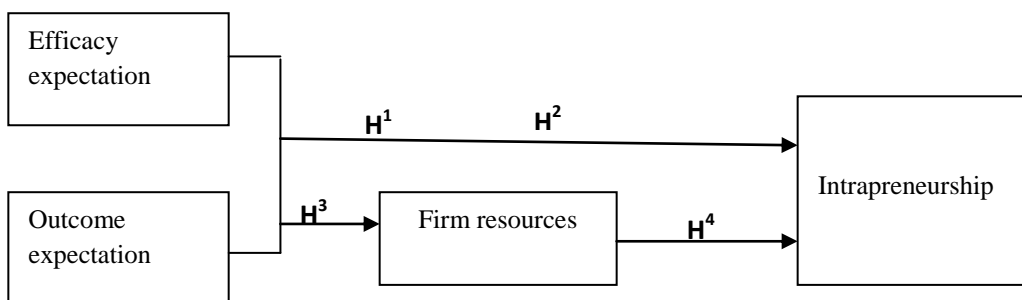 Efficacy
expectation
H¹ H²
Intrapreneurship
Outcome
expectation
H³
Firm resources
H⁴